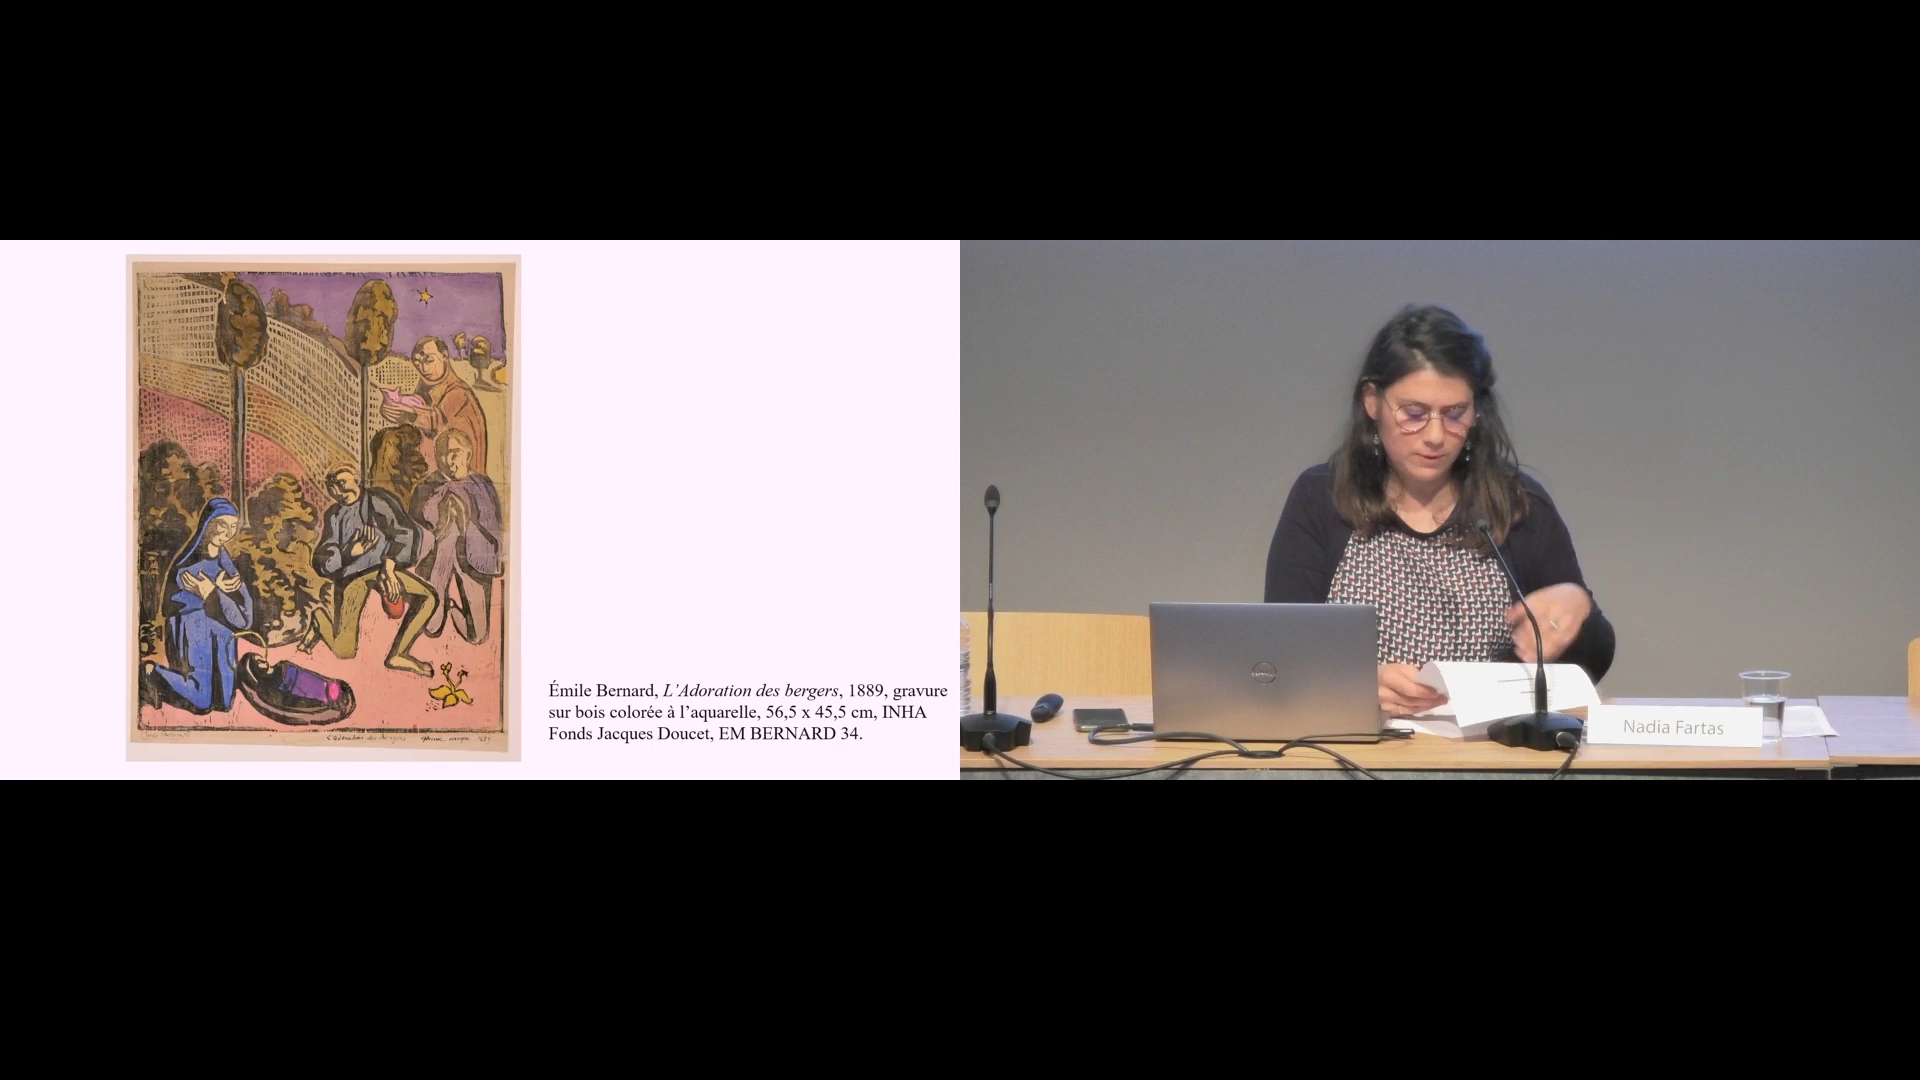 Émile Bernard, L’Adoration des bergers, 1889, gravure
sur bois colorée à l’aquarelle, 56,5 x 45,5 cm, INHA
Fonds Jacques Doucet, EM BERNARD 34.
Nadia Fartas
DELL